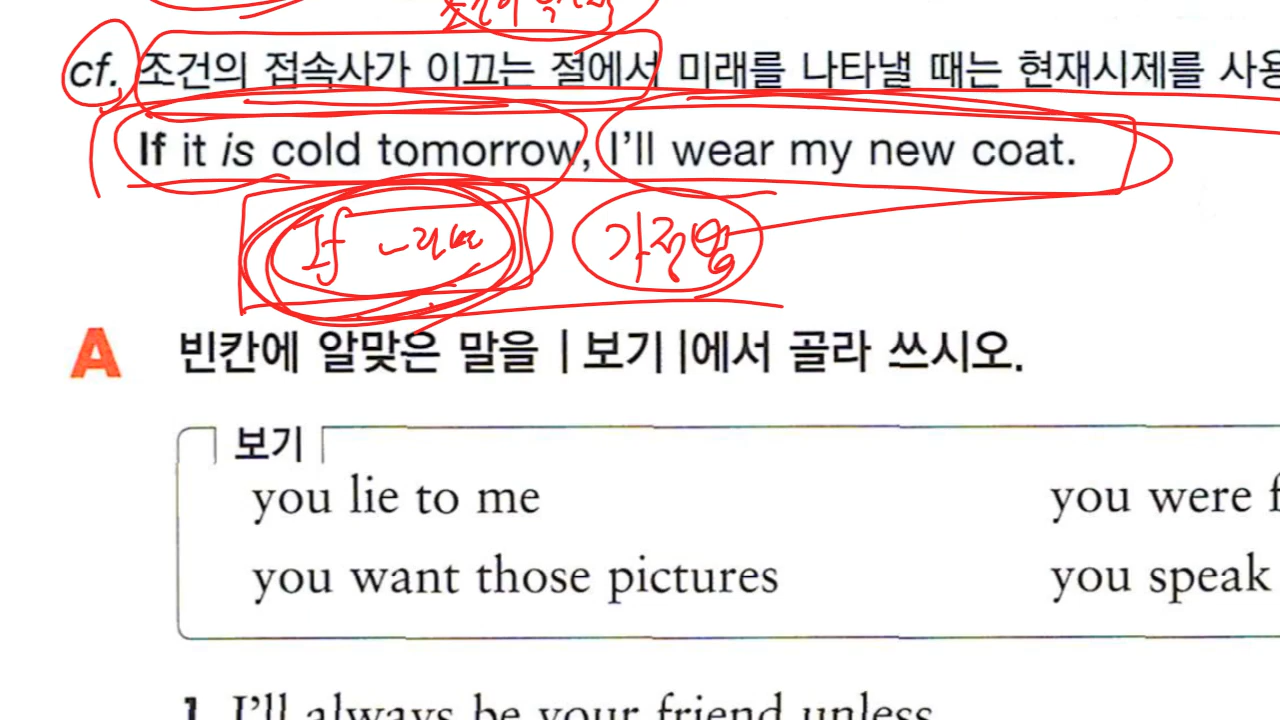 cf. 조건의 접속사가 이끄는 절에서 미래를 나타낼 때는 현재시제를 사용
If it is cold tomorrow, I'll wear my new coat.
If ~라면 가정법
A 빈칸에 알맞은 말을 | 보기 |에서 골라 쓰시오.
보기
you lie to me
you were f
you want those pictures
you speak
1 I'll always be your friend unless